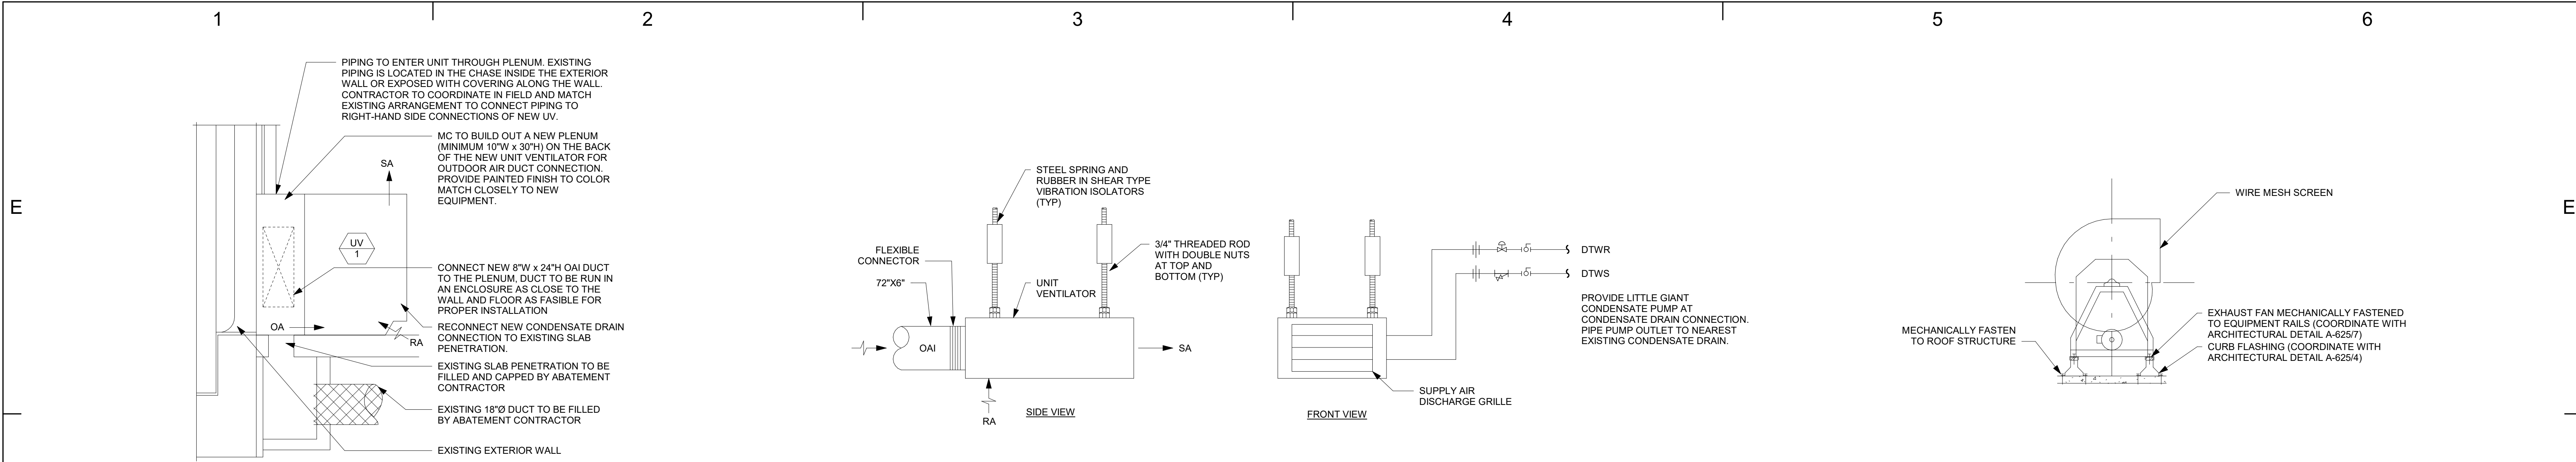 1
2
3
4
5
6
E
E
PIPING TO ENTER UNIT THROUGH PLENUM. EXISTING
PIPING IS LOCATED IN THE CHASE INSIDE THE EXTERIOR
WALL OR EXPOSED WITH COVERING ALONG THE WALL.
CONTRACTOR TO COORDINATE IN FIELD AND MATCH
EXISTING ARRANGEMENT TO CONNECT PIPING TO
RIGHT-HAND SIDE CONNECTIONS OF NEW UV.
MC TO BUILD OUT A NEW PLENUM
(MINIMUM 10"W x 30"H) ON THE BACK
OF THE NEW UNIT VENTILATOR FOR
OUTDOOR AIR DUCT CONNECTION.
PROVIDE PAINTED FINISH TO COLOR
MATCH CLOSELY TO NEW
EQUIPMENT.
SA
UV
1
CONNECT NEW 8"W x 24"H OAI DUCT
TO THE PLENUM, DUCT TO BE RUN IN
AN ENCLOSURE AS CLOSE TO THE
WALL AND FLOOR AS FASIBLE FOR
PROPER INSTALLATION
OA
RA
RECONNECT NEW CONDENSATE DRAIN
CONNECTION TO EXISTING SLAB
PENETRATION.
EXISTING SLAB PENETRATION TO BE
FILLED AND CAPPED BY ABATEMENT
CONTRACTOR
EXISTING 18"Ø DUCT TO BE FILLED
BY ABATEMENT CONTRACTOR
EXISTING EXTERIOR WALL
STEEL SPRING AND
RUBBER IN SHEAR TYPE
VIBRATION ISOLATORS
(TYP)
FLEXIBLE
CONNECTOR
72"X6"
UNIT
VENTILATOR
3/4" THREADED ROD
WITH DOUBLE NUTS
AT TOP AND
BOTTOM (TYP)
OAI
SA
RA
SIDE VIEW
DTWR
DTWS
PROVIDE LITTLE GIANT
CONDENSATE PUMP AT
CONDENSATE DRAIN CONNECTION.
PIPE PUMP OUTLET TO NEAREST
EXISTING CONDENSATE DRAIN.
SUPPLY AIR
DISCHARGE GRILLE
FRONT VIEW
WIRE MESH SCREEN
MECHANICALLY FASTEN
TO ROOF STRUCTURE
EXHAUST FAN MECHANICALLY FASTENED
TO EQUIPMENT RAILS (COORDINATE WITH
ARCHITECTURAL DETAIL A-625/7)
CURB FLASHING (COORDINATE WITH
ARCHITECTURAL DETAIL A-625/4)